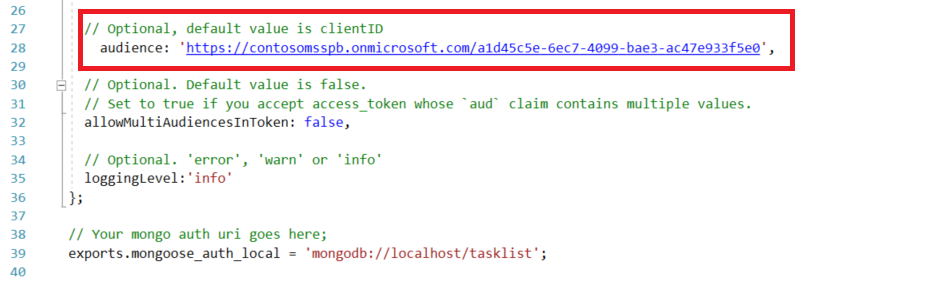 26
27 // Optional, default value is clientID
28 audience: 'https://contosomsspb.onmicrosoft.com/a1d45c5e-6ec7-4099-bae3-ac47e933f5e0',
29
30 // Optional. Default value is false.
31 // Set to true if you accept access_token whose `aud` claim contains multiple values.
32 allowMultiAudiencesInToken: false,
33
34 // Optional. 'error', 'warn' or 'info'
35 loggingLevel:'info'
36 };
37
38 // Your mongo auth uri goes here;
39 exports.mongoose_auth_local = 'mongodb://localhost/tasklist';
40